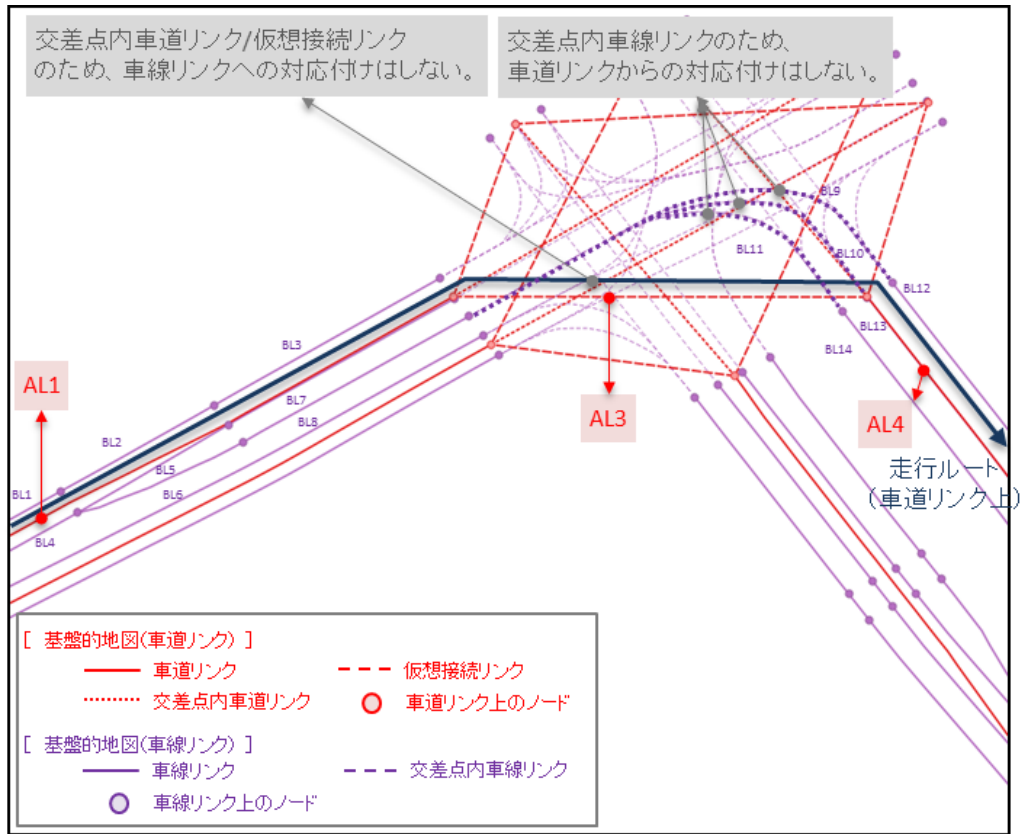 交差点内車道リンク/仮想接続リンク
のため、車線リンクへの対応付けはしない。
交差点内車線リンクのため、
車道リンクからの対応付けはしない。
BL9
BL11
BL10
BL12
BL13
BL14
BL3
AL1
BL7
AL3
AL4
BL8
BL2
BL5
走行ルート
(車道リンク上)
BL1
BL6
BL4
[ 基盤的地図(車道リンク) ]
車道リンク
仮想接続リンク
交差点内車道リンク
車道リンク上のノード
[ 基盤的地図(車線リンク) ]
車線リンク
交差点内車線リンク
車線リンク上のノード